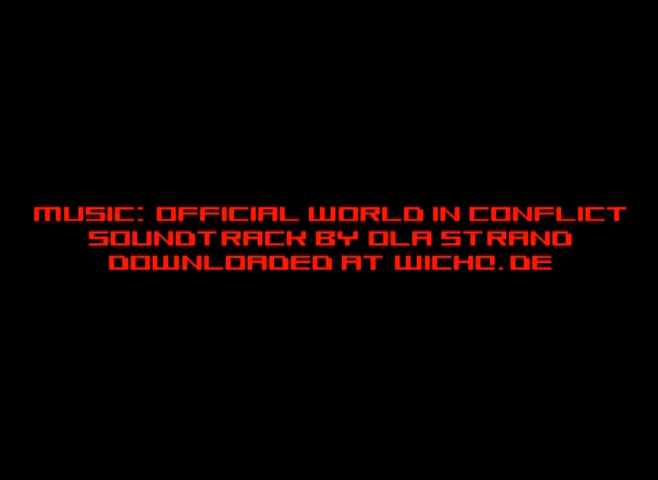 MUSIC: OFFICIAL WORLD IN CONFLICT
SOUNDTRACK BY OLA STRAND
DOWNLOADED AT WICHQ.DE